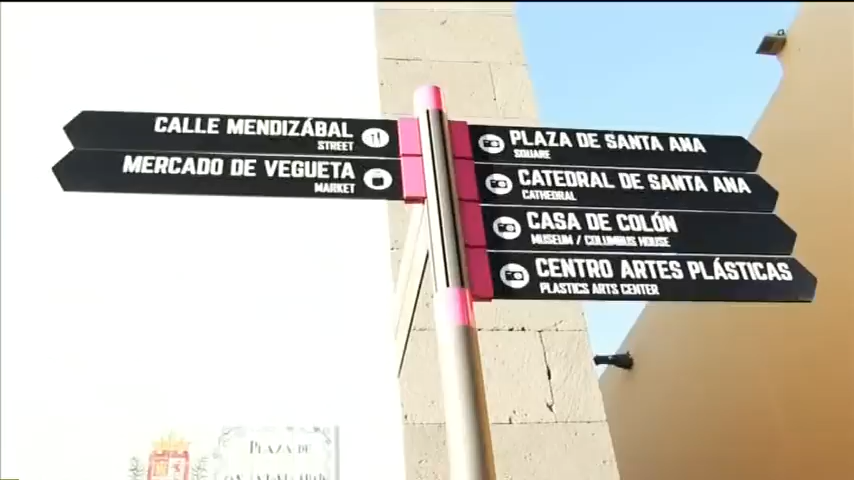 CALLE MENDIZÁBAL
STREET
MERCADO DE VEGUETA
MARKET
PLAZA DE SANTA ANA
SQUARE
CATEDRAL DE SANTA ANA
CATHEDRAL
CASA DE COLÓN
MUSEUM / COLUMBUS HOUSE
CENTRO ARTES PLÁSTICAS
PLASTICS ARTS CENTER
PLAZA DE